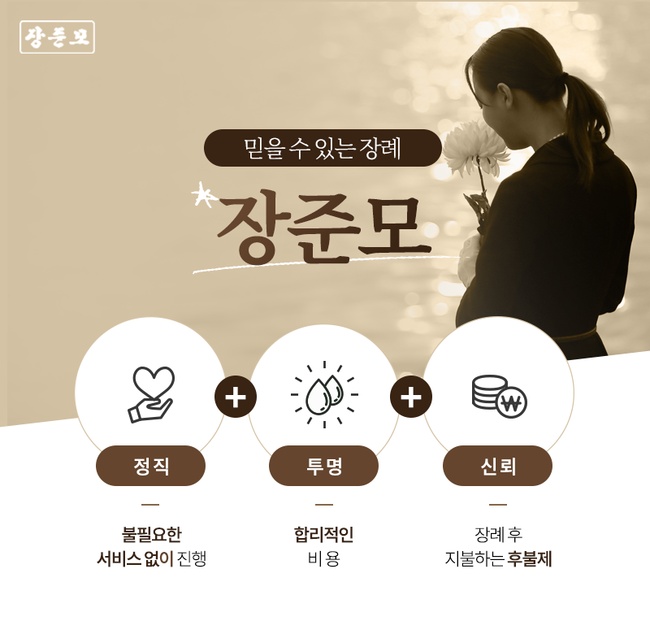 장준모
믿을 수 있는 장례
장준모
정직
투명
신뢰
불필요한
서비스 없이 진행
합리적인
비 용
장례 후
지불하는 후불제